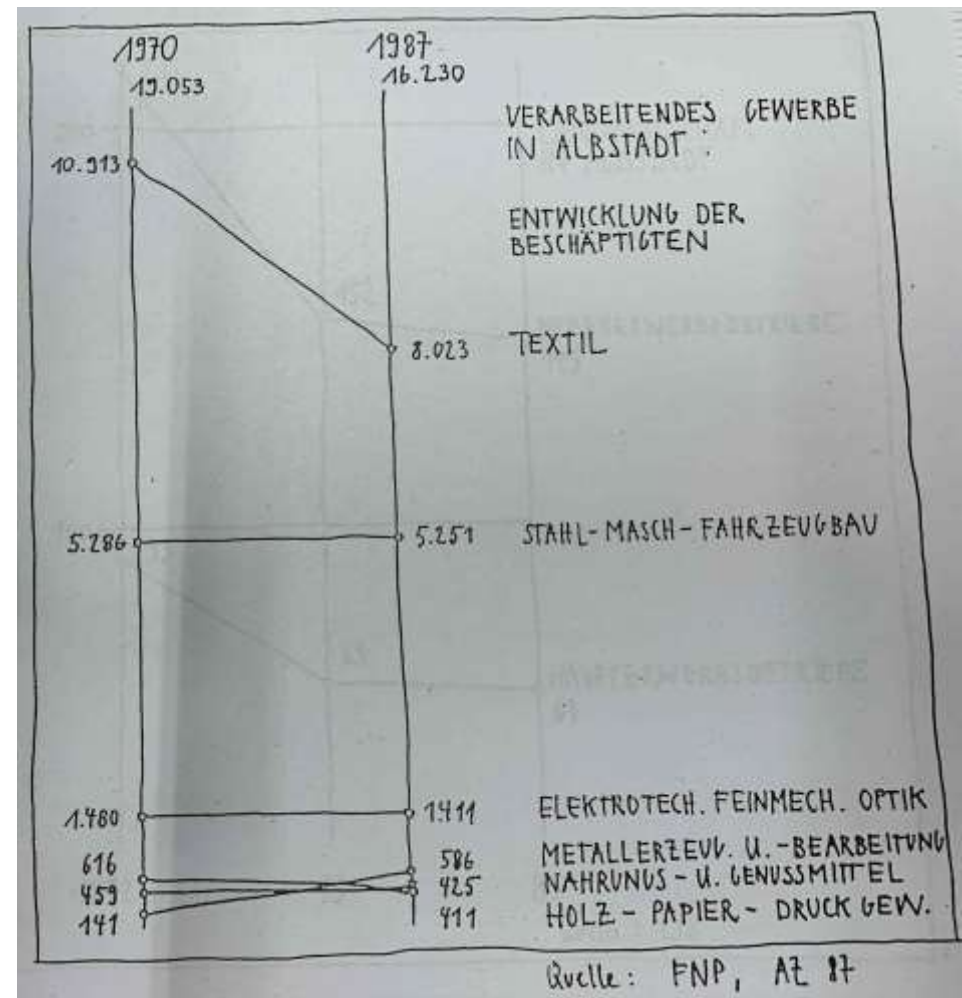 1970 1987
19.053 16.230
VERARBEITENDES GEWERBE
IN ALBSTADT :
10.913
ENTWICKLUNG DER
BESCHÄFTIGTEN
8.023 TEXTIL
5.286 5.251 STAHL-MASCH-FAHRZEUGBAU
1.480 1.411 ELEKTROTECH. FEINMECH. OPTIK
616 586 METALLERZEUG. U.-BEARBEITUNG
459 425 NAHRUNGS-U. GENUSSMITTEL
141 411 HOLZ-PAPIER-DRUCK GEW.
Quelle: FNP, AZ 87